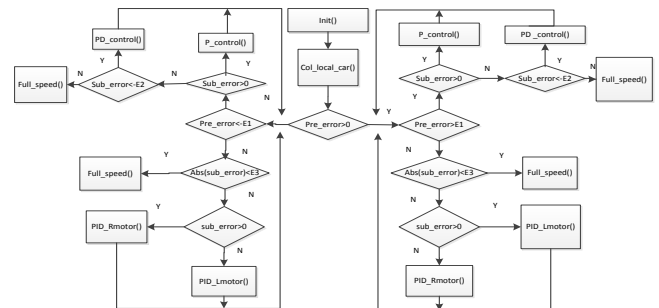 Init()
PD_control()
P_control()
P_control()
PD _control()
Y
Y
Y
Y
Full_speed()
N
Sub_error<-E2
N
Sub_error>0
Col_local_car()
Sub_error>0
N
Sub_error<-E2
N
Full_speed()
N
Y
Y
Pre_error<-E1
Pre_error>0
Y
Pre_error>E1
N
N
Full_speed()
Y
Abs(sub_error)<E3
Abs(sub_error)<E3
Y
Full_speed()
N
N
PID_Rmotor()
Y
sub_error>0
sub_error>0
Y
PID_Lmotor()
N
N
PID_Lmotor()
PID_Rmotor()